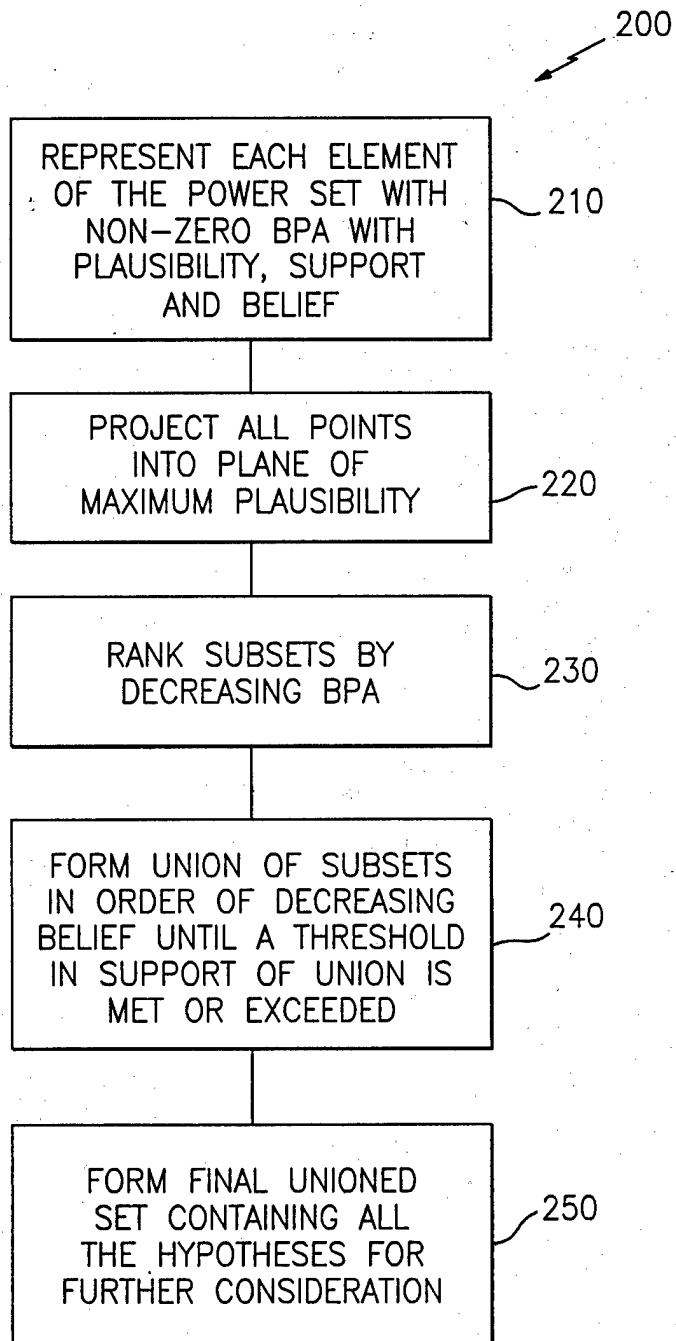 200
REPRESENT EACH ELEMENT
OF THE POWER SET WITH
NON-ZERO BPA WITH
PLAUSIBILITY, SUPPORT
AND BELIEF
210
PROJECT ALL POINTS
INTO PLANE OF
MAXIMUM PLAUSIBILITY
220
RANK SUBSETS BY
DECREASING BPA
230
FORM UNION OF SUBSETS
IN ORDER OF DECREASING
BELIEF UNTIL A THRESHOLD
IN SUPPORT OF UNION IS
MET OR EXCEEDED
240
FORM FINAL UNIONED
SET CONTAINING ALL
THE HYPOTHESES FOR
FURTHER CONSIDERATION
250